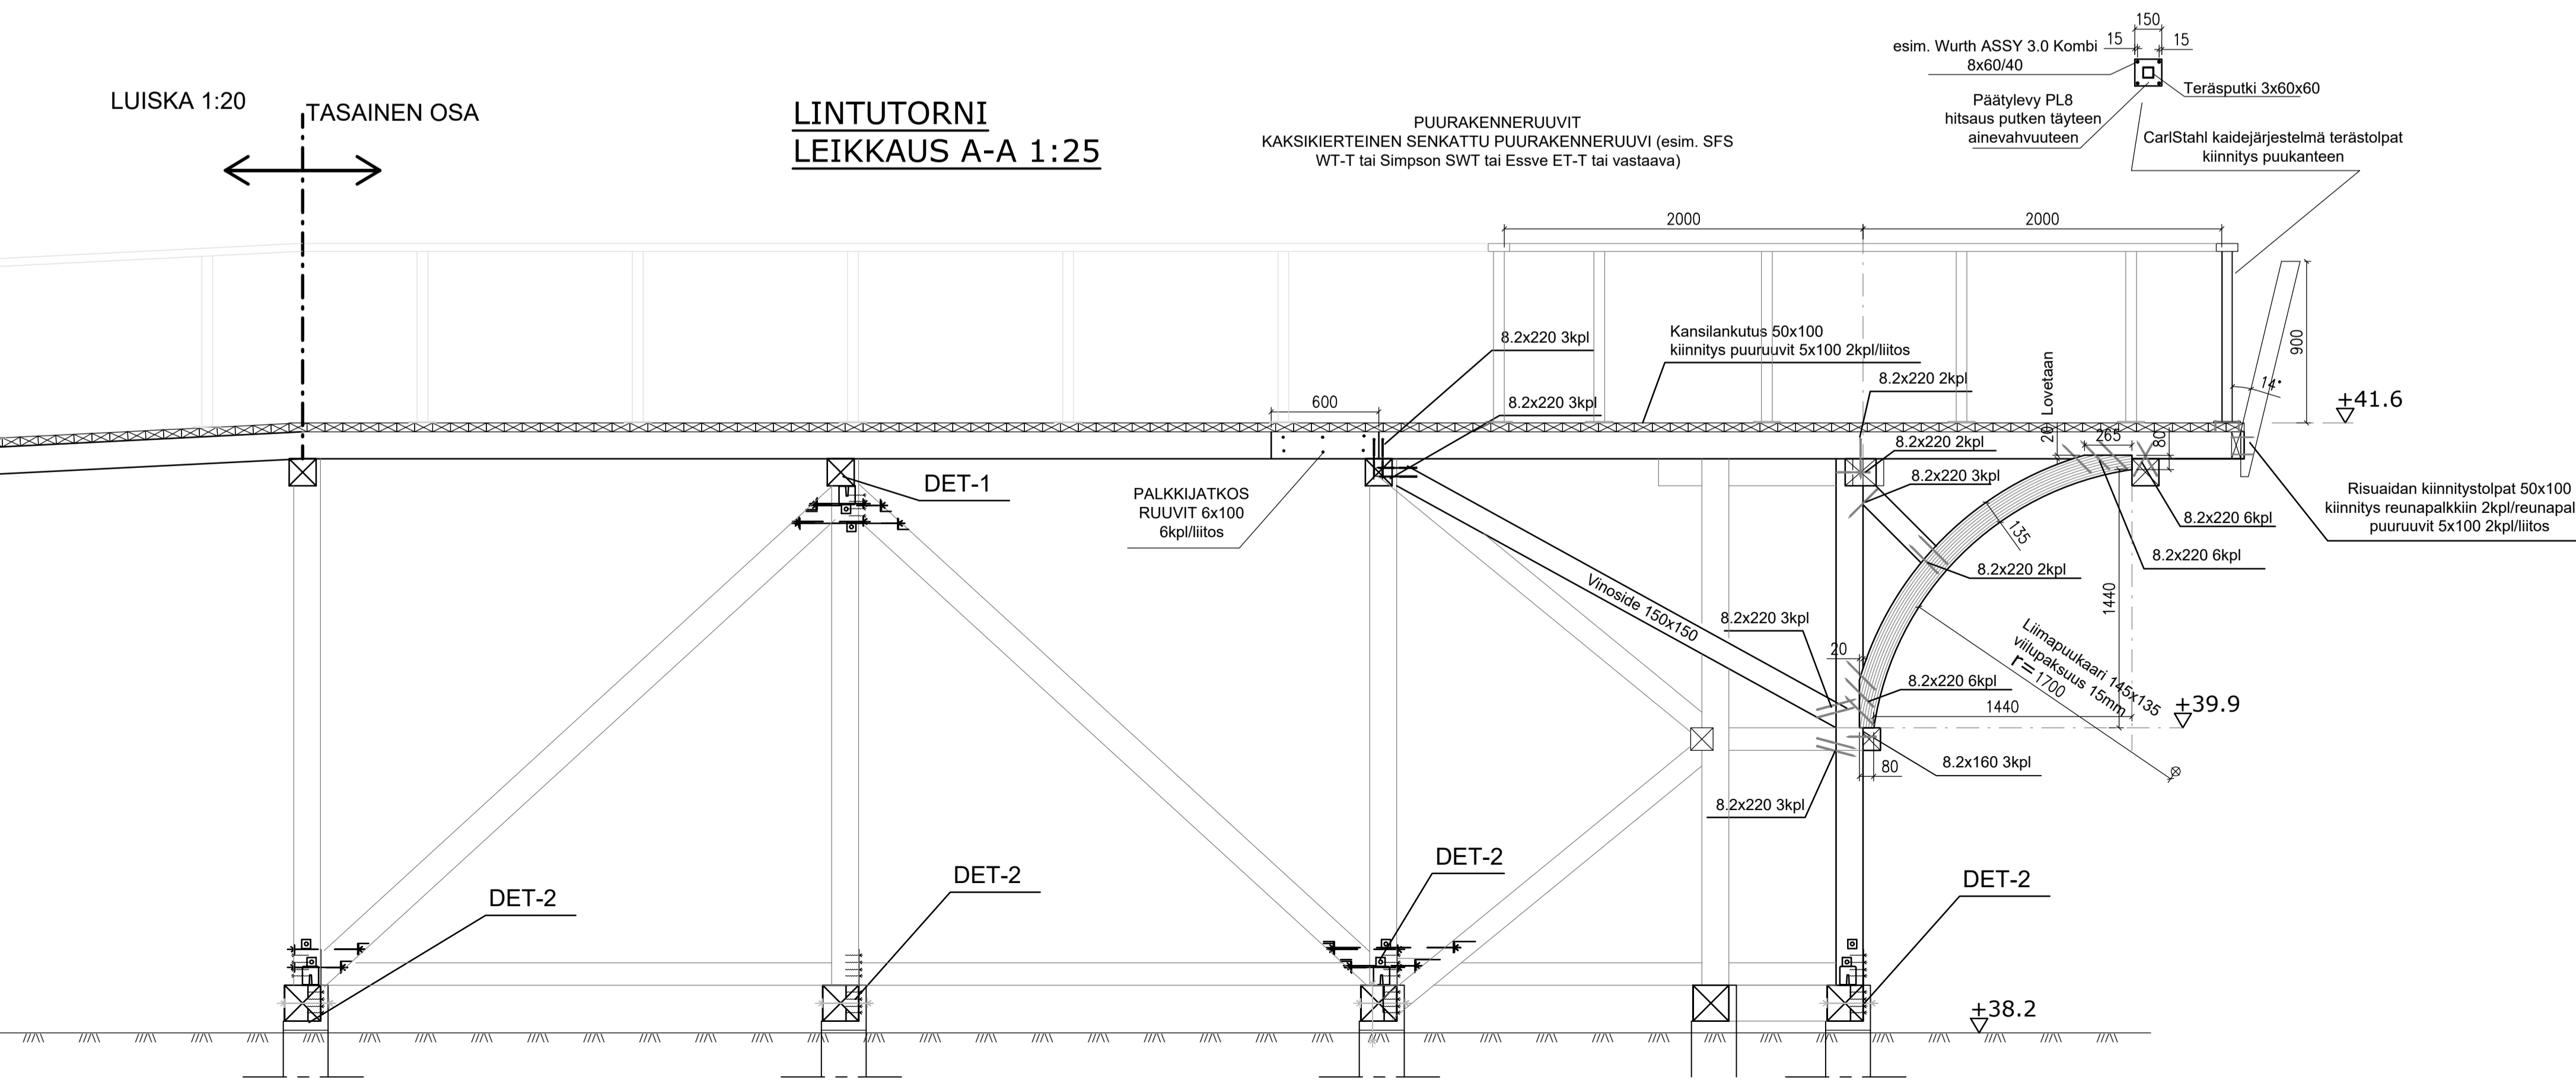 LUISKA 1:20
TASAINEN OSA
LINTUTORNI
LEIKKAUS A-A 1:25
PUURAKENNERUUVIT
KAKSIKIERTEINEN SENKATTU PUURAKENNERUUVI (esim. SFS
WT-T tai Simpson SWT tai Essve ET-T tai vastaava)
150
15
15
esim. Wurth ASSY 3.0 Kombi
8x60/40
Teräsputki 3x60x60
Päätylevy PL8
hitsaus putken täyteen
ainevahvuuteen
CarlStahl kaidejärjestelmä terästolpat
kiinnitys puukanteen
2000
2000
900
14°
+41.6
8.2x220 3kpl
Kansilankutus 50x100
kiinnitys puuruuvit 5x100 2kpl/liitos
8.2x220 2kpl
20 Lovetaan
600
8.2x220 3kpl
8.2x220 2kpl
265
80
8.2x220 3kpl
DET-1
PALKKIJATKOS
RUUVIT 6x100
6kpl/liitos
Risuaidan kiinnitystolpat 50x100
kiinnitys reunapalkkiin 2kpl/reunapal
puuruuvit 5x100 2kpl/liitos
8.2x220 6kpl
135
8.2x220 6kpl
8.2x220 2kpl
1440
Vinoside 150x150
8.2x220 3kpl
20
Liimapuukaari 145x135
viilupaksuus 15mm
r= 1700
8.2x220 6kpl
1440
+39.9
80
8.2x160 3kpl
8.2x220 3kpl
DET-2
DET-2
DET-2
DET-2
+38.2